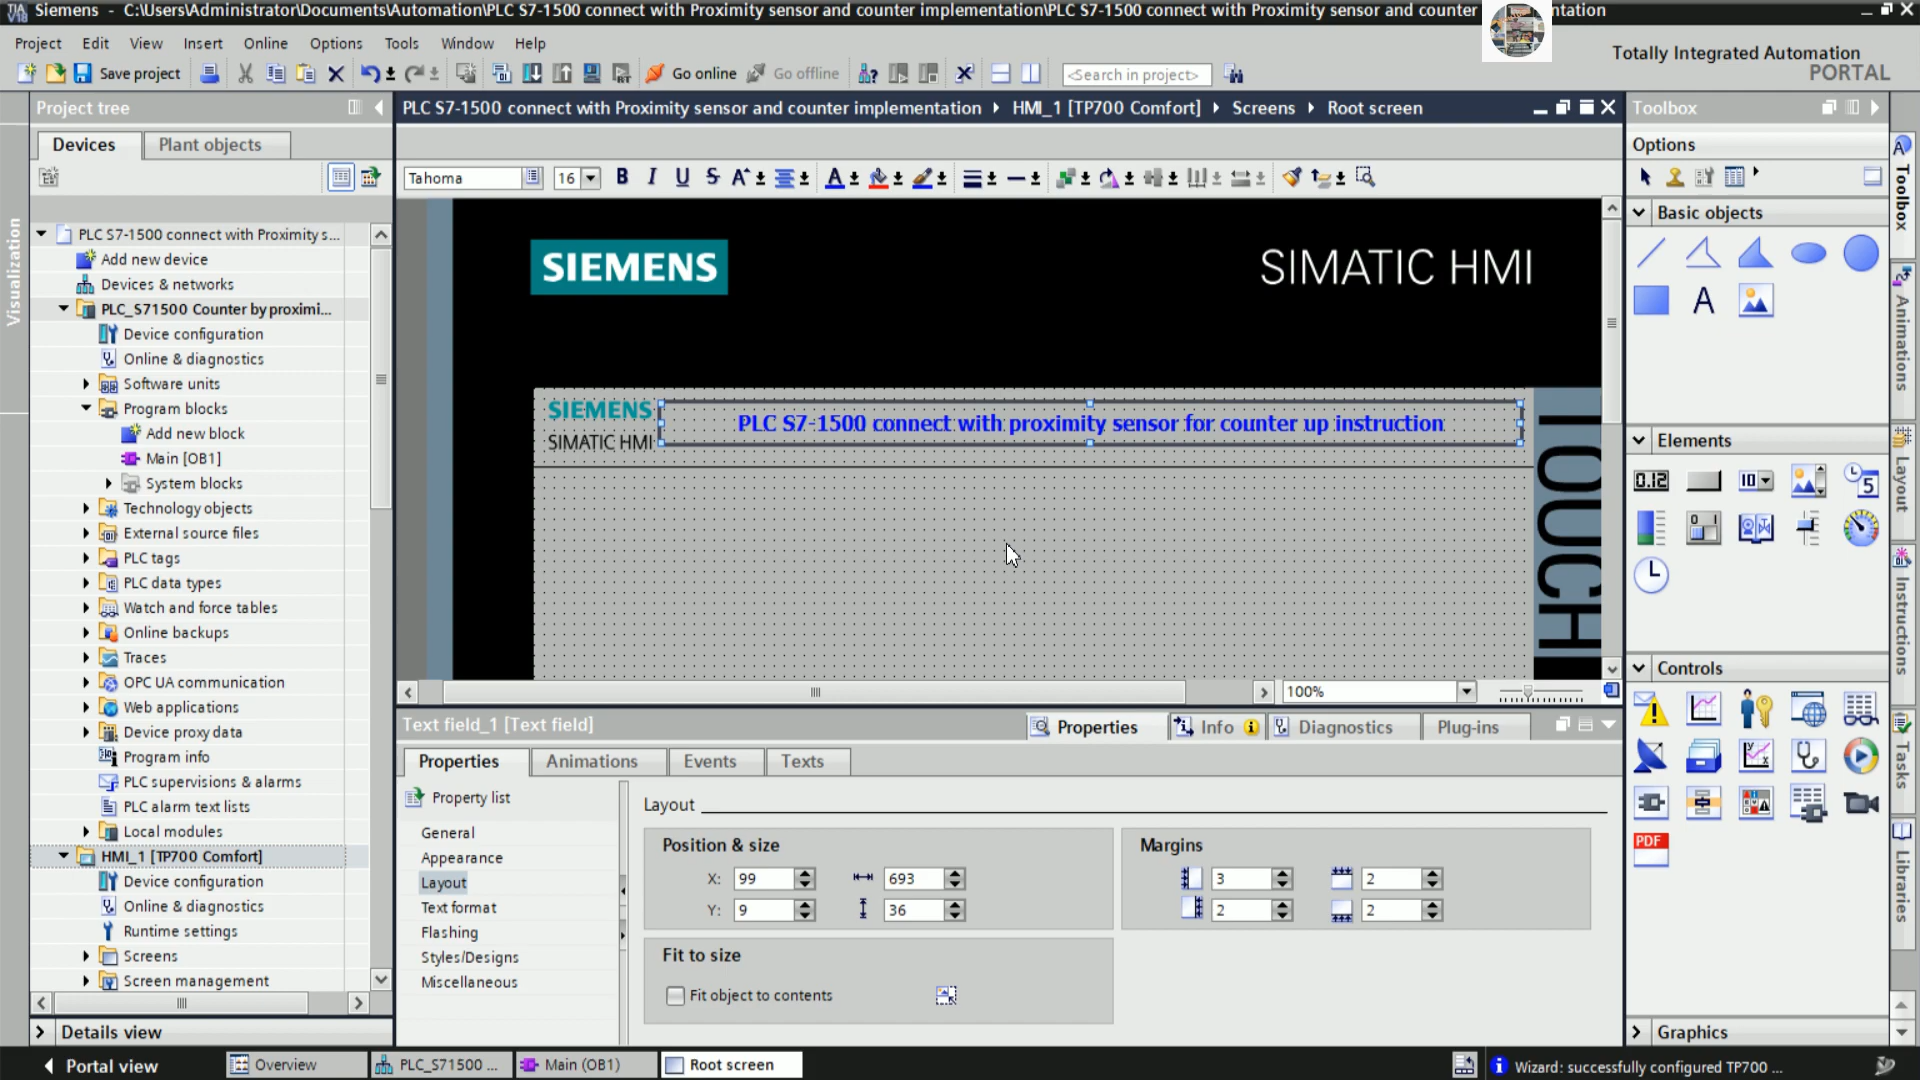 Siemens - C:\Users\Administrator\Documents\Automation\PLC S7-1500 connect with Proximity sensor and counter implementation\PLC S7-1500 connect with Proximity sensor and counter
Project Edit View Insert Online Options Tools Window Help
Totally Integrated Automation
PORTAL
Save project
Go online
Go offline
<Search in project>
Project tree
PLC S7-1500 connect with Proximity sensor and counter implementation HMI_1 [TP700 Comfort] Screens Root screen
Toolbox
Devices
Plant objects
Options
Tahoma
16
B I U S
Visualization
PLC S7-1500 connect with Proximity s...
Add new device
Devices & networks
PLC_S71500 Counter by proximi...
Device configuration
Online & diagnostics
Software units
Program blocks
Add new block
Main [OB1]
System blocks
Technology objects
External source files
PLC tags
PLC data types
Watch and force tables
Online backups
Traces
OPC UA communication
Web applications
Device proxy data
Program info
PLC supervisions & alarms
PLC alarm text lists
Local modules
HMI_1 [TP700 Comfort]
Device configuration
Online & diagnostics
Runtime settings
Screens
Screen management
Details view
SIEMENS
SIMATIC HMI
SIEMENS
SIMATIC HMI
PLC S7-1500 connect with proximity sensor for counter up instruction
TOUCH
100%
Text field_1 [Text field]
Properties
Info
Diagnostics
Plug-ins
Properties
Animations
Events
Texts
Property list
General
Appearance
Layout
Text format
Flashing
Styles/Designs
Miscellaneous
Layout
Position & size
X: 99 693
Y: 9 36
Margins
3 2
2 2
Fit to size
Fit object to contents
Basic objects
A
Elements
0.12
10
5
Controls
PDF
Graphics
Toolbox
Animations
Layout
Instructions
Tasks
Libraries
Portal view
Overview
PLC_S71500 ...
Main (OB1)
Root screen
Wizard: successfully configured TP700 ...